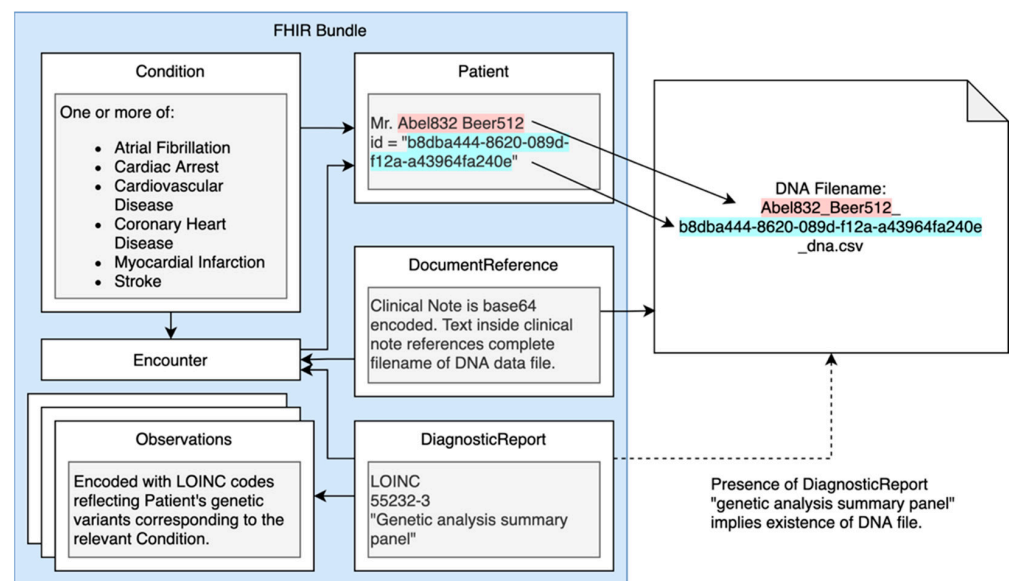 FHIR Bundle
Condition
One or more of:
• Atrial Fibrillation
• Cardiac Arrest
• Cardiovascular
Disease
• Coronary Heart
Disease
• Myocardial Infarction
• Stroke
Patient
Mr. Abel832 Beer512
id = "b8dba444-8620-089d-
f12a-a43964fa240e"
DNA Filename:
Abel832_Beer512_
b8dba444-8620-089d-f12a-a43964fa240e
_dna.csv
Encounter
DocumentReference
Clinical Note is base64
encoded. Text inside clinical
note references complete
filename of DNA data file.
Observations
Encoded with LOINC codes
reflecting Patient's genetic
variants corresponding to the
relevant Condition.
DiagnosticReport
LOINC
55232-3
"Genetic analysis summary
panel"
Presence of DiagnosticReport
"genetic analysis summary panel"
implies existence of DNA file.